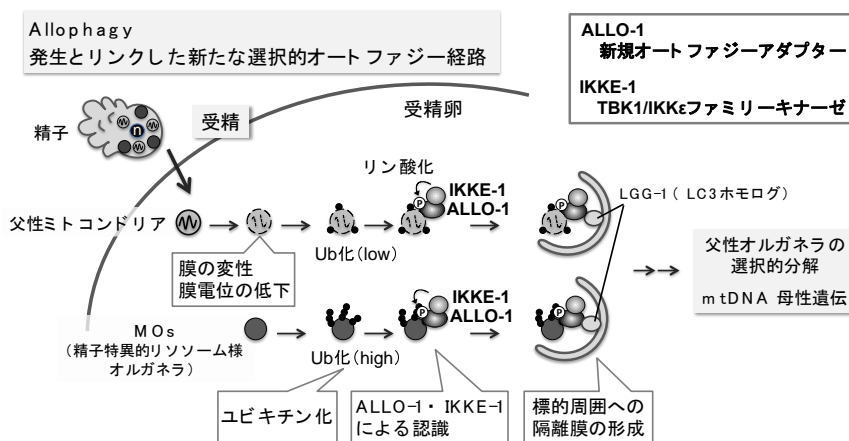 Allophagy
発生とリンクした新たな選択的オートファジー経路
ALLO-1
新規オートファジーアダプター
IKKE-1
TBK1/IKKεファミリーキナーゼ
精子
n
受精
受精卵
リン酸化
P
IKKE-1
ALLO-1
P
LGG-1(LC3ホモログ)
父性ミトコンドリア
Ub化(low)
膜の変性
膜電位の低下
父性オルガネラの
選択的分解
mtDNA 母性遺伝
MOs
(精子特異的リソソーム様
オルガネラ)
P
IKKE-1
ALLO-1
P
Ub化(high)
ユビキチン化
ALLO-1・IKKE-1
による認識
標的周囲への
隔離膜の形成